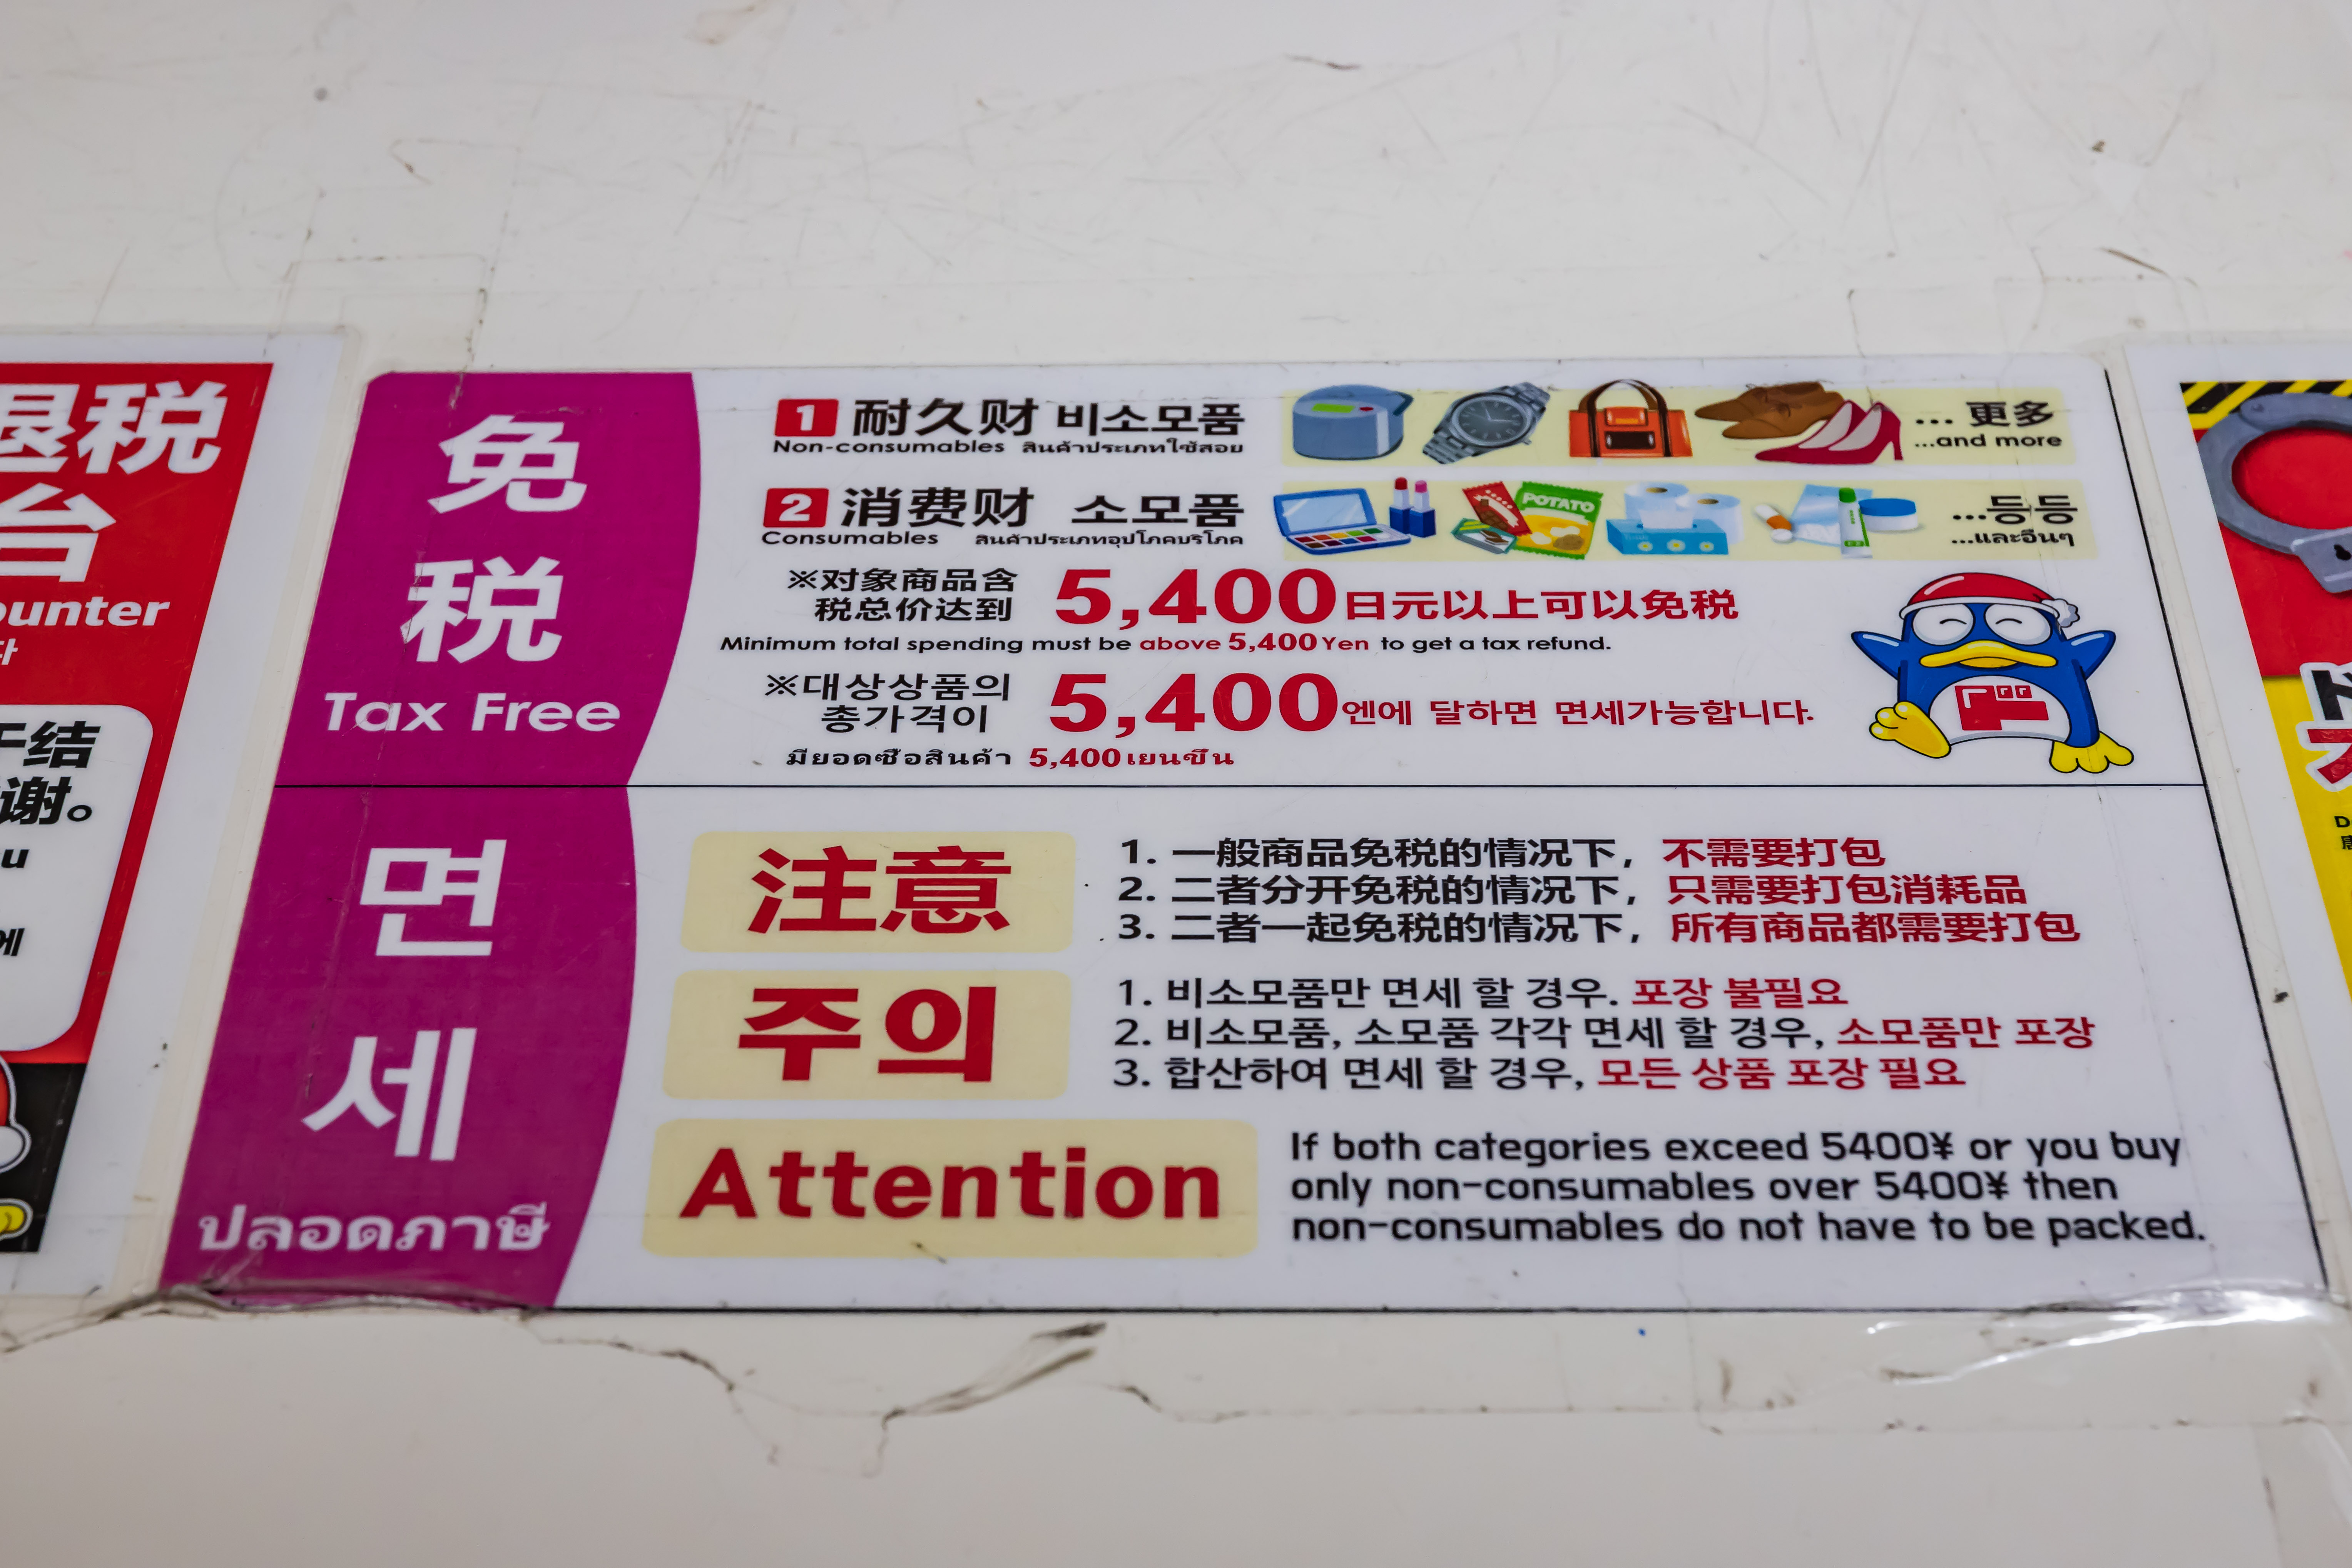 退税
台
ounter
다
干结
谢。
u
에
免
税
Tax Free
1 耐久财 비소모품
Non-consumables สินค้าประเภทใช้สอย
... 更多
...and more
2 消费财 소모품
Consumables สินค้าประเภทอุปโภคบริโภค
POTATO
...등등
...และอื่นๆ
※对象商品含
税总价达到
5,400日元以上可以免税
Minimum total spending must be above 5,400 Yen to get a tax refund.
※대상상품의
총가격이
5,400엔에 달하면 면세가능합니다.
มียอดซื้อสินค้า 5,400 เยนขึ้น
ド
면
세
ปลอดภาษี
注意
1. 一般商品免税的情况下，不需要打包
2. 二者分开免税的情况下，只需要打包消耗品
3. 二者一起免税的情况下，所有商品都需要打包
주의
1. 비소모품만 면세 할 경우. 포장 불필요
2. 비소모품, 소모품 각각 면세 할 경우, 소모품만 포장
3. 합산하여 면세 할 경우, 모든 상품 포장 필요
Attention
If both categories exceed 5400¥ or you buy
only non-consumables over 5400¥ then
non-consumables do not have to be packed.